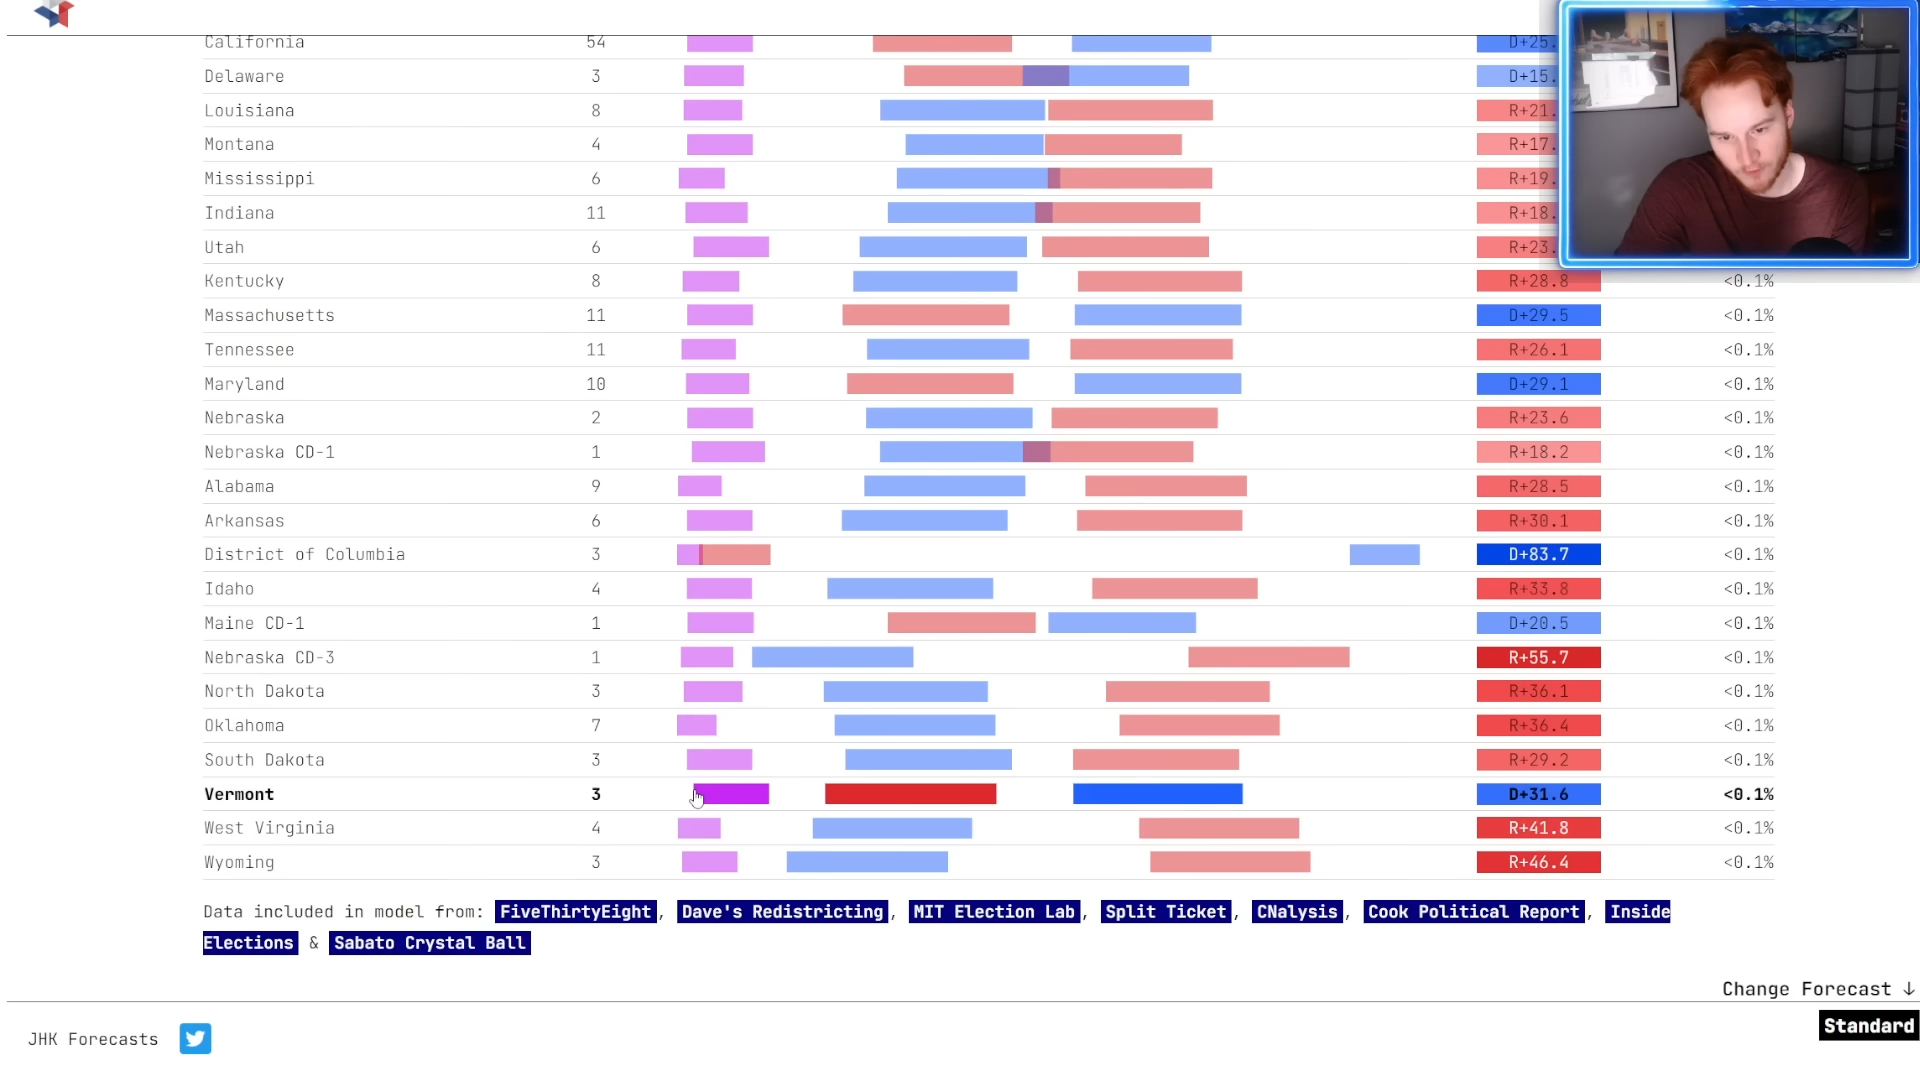 California 54 D+25.
Delaware 3 D+15.
Louisiana 8 R+21.
Montana 4 R+17.
Mississippi 6 R+19.
Indiana 11 R+18.
Utah 6 R+23.
Kentucky 8 R+28.8 <0.1%
Massachusetts 11 D+29.5 <0.1%
Tennessee 11 R+26.1 <0.1%
Maryland 10 D+29.1 <0.1%
Nebraska 2 R+23.6 <0.1%
Nebraska CD-1 1 R+18.2 <0.1%
Alabama 9 R+28.5 <0.1%
Arkansas 6 R+30.1 <0.1%
District of Columbia 3 D+83.7 <0.1%
Idaho 4 R+33.8 <0.1%
Maine CD-1 1 D+20.5 <0.1%
Nebraska CD-3 1 R+55.7 <0.1%
North Dakota 3 R+36.1 <0.1%
Oklahoma 7 R+36.4 <0.1%
South Dakota 3 R+29.2 <0.1%
Vermont 3 D+31.6 <0.1%
West Virginia 4 R+41.8 <0.1%
Wyoming 3 R+46.4 <0.1%
Data included in model from: FiveThirtyEight, Dave's Redistricting, MIT Election Lab, Split Ticket, CNalysis, Cook Political Report, Inside
Elections & Sabato Crystal Ball
Change Forecast ↓
JHK Forecasts
Standard